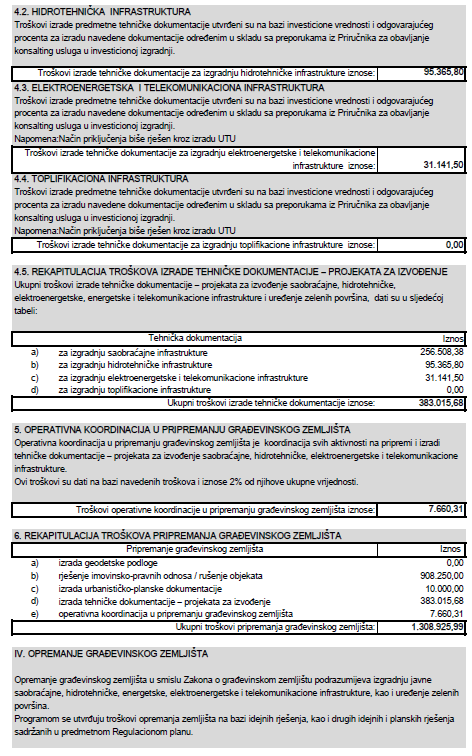 4.2. HIDROTEHNIČKA INFRASTRUKTURA
Troškovi izrade predmetne tehničke dokumentacije utvrđeni su na bazi investicione vrednosti i odgovarajućeg
procenta za izradu navedene dokumentacije određenim u skladu sa preporukama iz Priručnika za obavljanje
konsalting usluga u investicionoj izgradnji.
Troškovi izrade tehničke dokumentacije za izgradnju hidrotehničke infrastrukture iznose: 95.365,80
4.3. ELEKTROENERGETSKA I TELEKOMUNIKACIONA INFRASTRUKTURA
Troškovi izrade predmetne tehničke dokumentacije utvrđeni su na bazi investicione vrednosti i odgovarajućeg
procenta za izradu navedene dokumentacije određenim u skladu sa preporukama iz Priručnika za obavljanje
konsalting usluga u investicionoj izgradnji.
Napomena:Način priključenja biše rješen kroz izradu UTU
Troškovi izrade tehničke dokumentacije za izgradnju elektroenergetske i telekomunikacione
infrastrukture iznose: 31.141,50
4.4. TOPLIFIKACIONA INFRASTRUKTURA
Troškovi izrade predmetne tehničke dokumentacije utvrđeni su na bazi investicione vrednosti i odgovarajućeg
procenta za izradu navedene dokumentacije određenim u skladu sa preporukama iz Priručnika za obavljanje
konsalting usluga u investicionoj izgradnji.
Napomena:Način priključenja biše rješen kroz izradu UTU
Troškovi izrade tehničke dokumentacije za izgradnju toplifikacione infrastrukture iznose: 0,00
4.5. REKAPITULACIJA TROŠKOVA IZRADE TEHNIČKE DOKUMENTACIJE – PROJEKATA ZA IZVOĐENJE
Ukupni troškovi izrade tehničke dokumentacije – projekata za izvođenje saobraćajne, hidrotehničke,
elektroenergetske, energetske i telekomunikacione infrastrukture i uređenje zelenih površina, dati su u sljedećoj
tabeli:
Tehnička dokumentacija Iznos
a) za izgradnju saobraćajne infrastrukture 256.508,38
b) za izgradnju hidrotehničke infrastrukture 95.365,80
c) za izgradnju elektroenergetske i telekomunikacione infrastrukture 31.141,50
d) za izgradnju toplifikacione infrastrukture 0,00
Ukupni troškovi izrade tehničke dokumentacije iznose: 383.015,68
5. OPERATIVNA KOORDINACIJA U PRIPREMANJU GRAĐEVINSKOG ZEMLJIŠTA
Operativna koordinacija u pripremanju građevinskog zemljišta je koordinacija svih aktivnosti na pripremi i izradi
tehničke dokumentacije – projekata za izvođenje saobraćajne, hidrotehničke, elektroenergetske i telekomunikacione
infrastrukture.
Ovi troškovi su dati na bazi navedenih troškova i iznose 2% od njihove ukupne vrijednosti.
Troškovi operativne koordinacije u pripremanju građevinskog zemljišta iznose: 7.660,31
6. REKAPITULACIJA TROŠKOVA PRIPREMANJA GRAĐEVINSKOG ZEMLJIŠTA
Pripremanje građevinskog zemljišta Iznos
a) izrada geodetske podloge 0,00
b) rješenje imovinsko-pravnih odnosa / rušenje objekata 908.250,00
c) izrada urbanističko-planske dokumentacije 10.000,00
d) izrada tehničke dokumentacije – projekata za izvođenje 383.015,68
e) operativna koordinacija u pripremanju građevinskog zemljišta 7.660,31
Ukupni troškovi pripremanja građevinskog zemljišta: 1.308.925,99
IV. OPREMANJE GRAĐEVINSKOG ZEMLJIŠTA
Opremanje građevinskog zemljišta u smislu Zakona o građevinskom zemljištu podrazumijeva izgradnju javne
saobraćajne, hidrotehničke, energetske, elektroenergetske i telekomunikacione infrastrukture, kao i uređenje zelenih
površina.
Programom se utvrđuju troškovi opremanja zemljišta na bazi idejnih rješenja, kao i drugih idejnih i planskih rješenja
sadržanih u predmetnom Regulacionom planu.